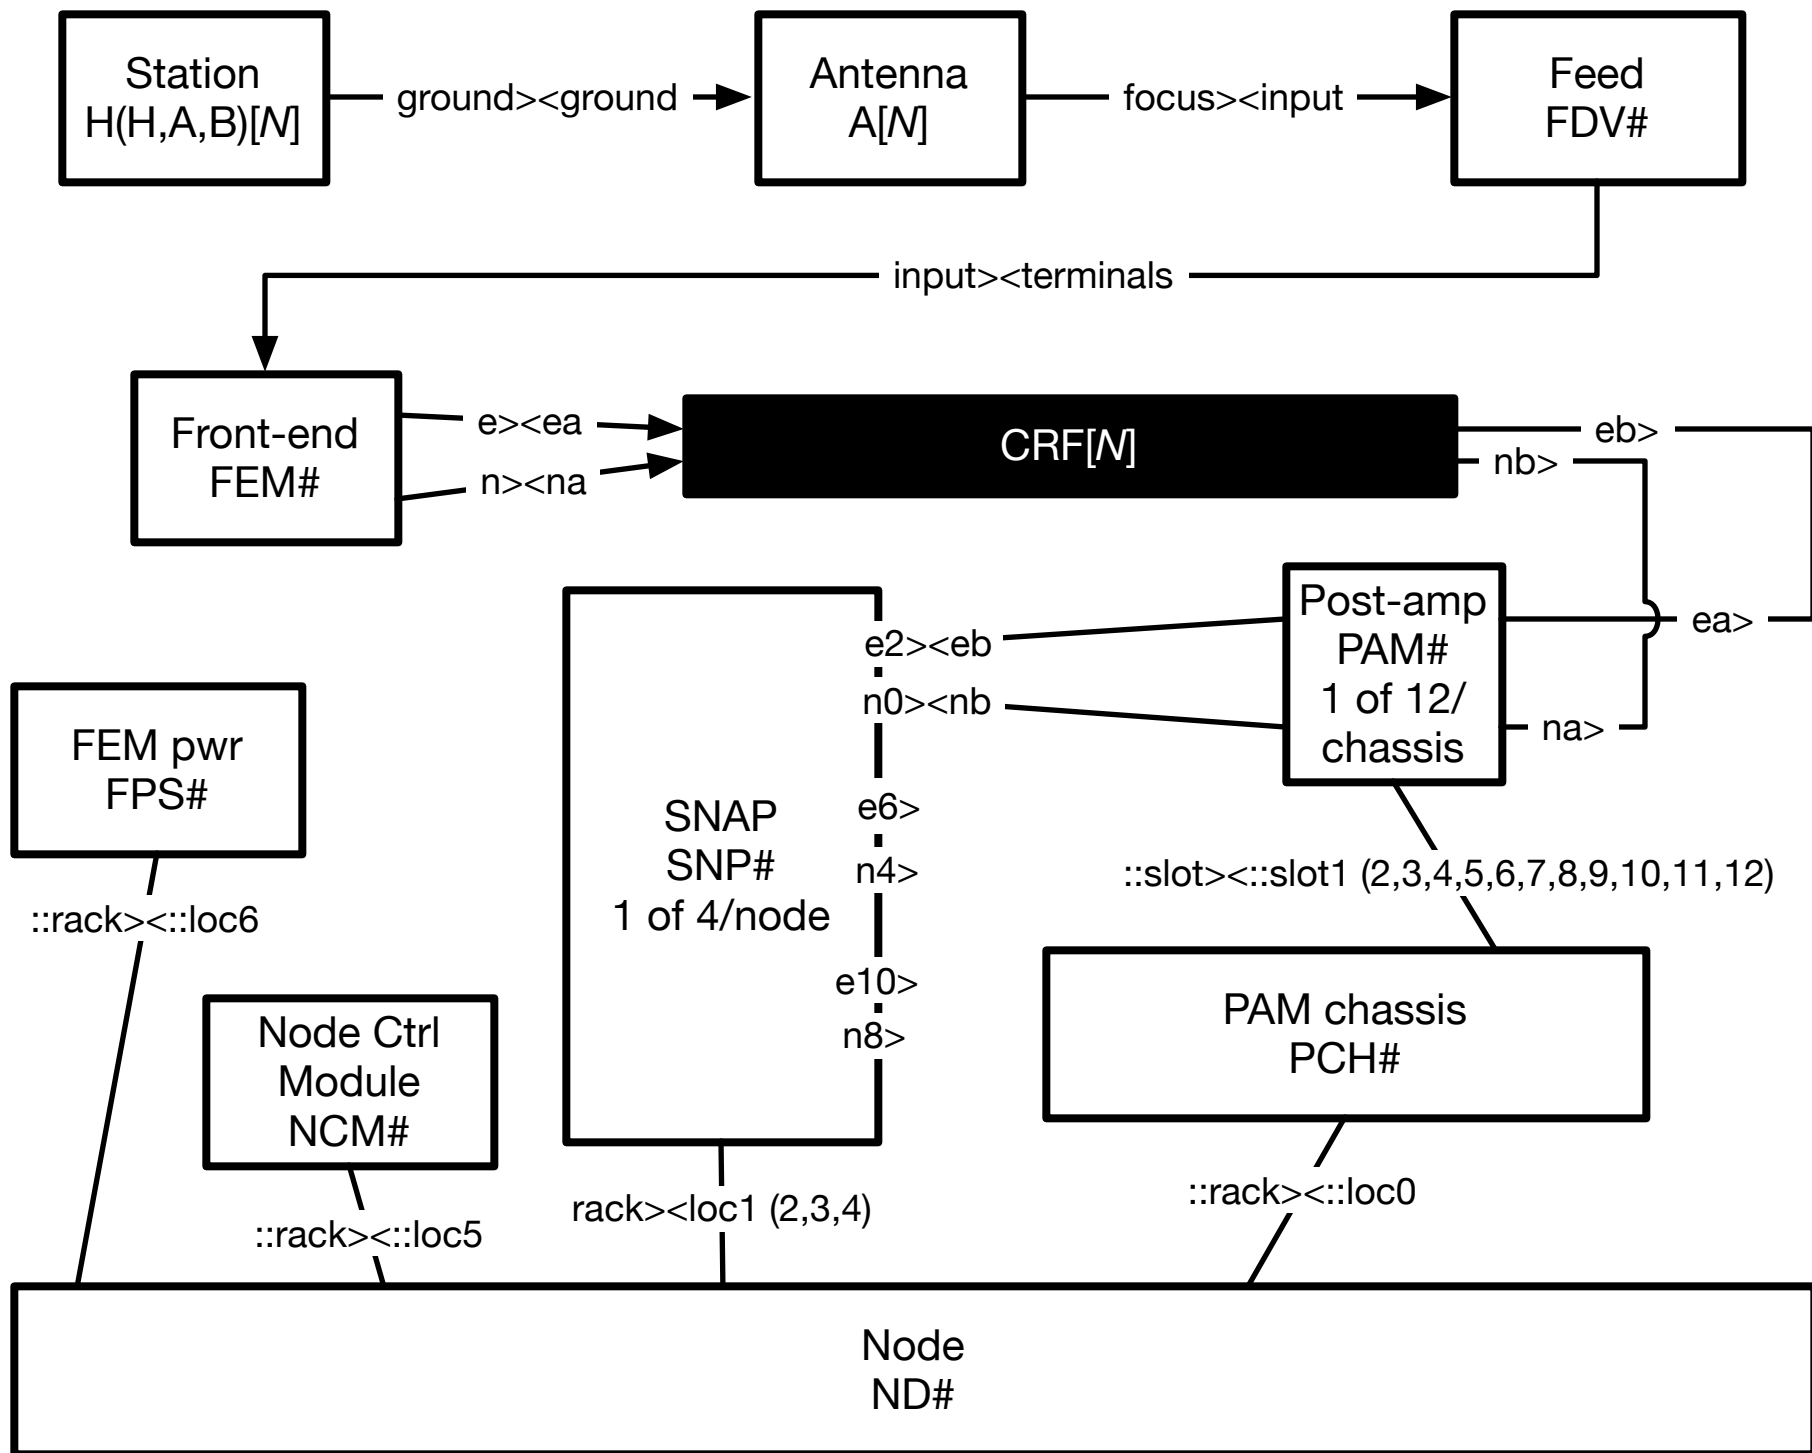 Station
H(H,A,B)[N]
ground><ground
Antenna
A[N]
focus><input
Feed
FDV#
input><terminals
Front-end
FEM#
e><ea
n><na
CRF[N]
eb>
nb>
Post-amp
PAM#
1 of 12/
chassis
ea>
na>
e2><eb
n0><nb
e6>
n4>
e10>
n8>
SNAP
SNP#
1 of 4/node
FEM pwr
FPS#
::rack><::loc6
::slot><::slot1 (2,3,4,5,6,7,8,9,10,11,12)
Node Ctrl
Module
NCM#
PAM chassis
PCH#
::rack><::loc5
rack><loc1 (2,3,4)
::rack><::loc0
Node
ND#